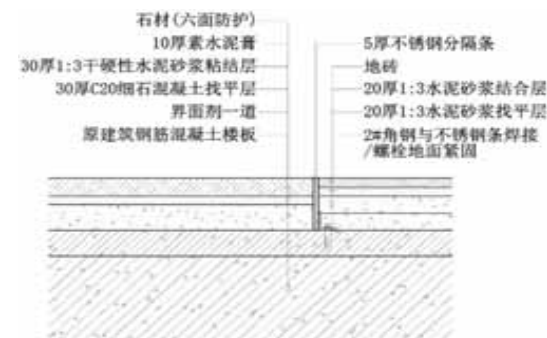 石材(六面防护)
10厚素水泥膏
30厚1:3干硬性水泥砂浆粘结层
30厚C20细石混凝土找平层
界面剂一道
原建筑钢筋混凝土楼板
5厚不锈钢分隔条
地砖
20厚1:3水泥砂浆结合层
20厚1:3水泥砂浆找平层
2#角钢与不锈钢条焊接
/螺栓地面紧固